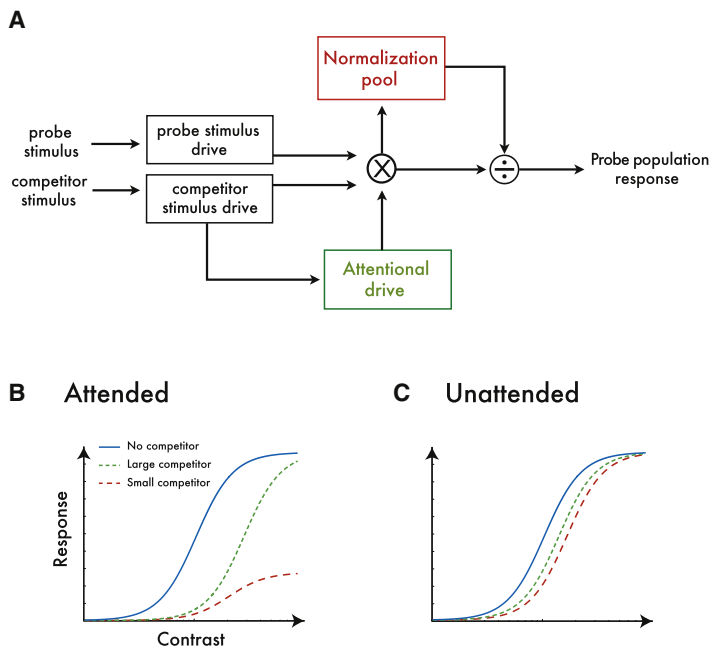 A
Normalization
pool
probe
stimulus
probe stimulus
drive
competitor
stimulus
competitor
stimulus drive
X
÷
Probe population
response
Attentional
drive
B Attended
No competitor
Large competitor
Small competitor
Response
Contrast
C Unattended